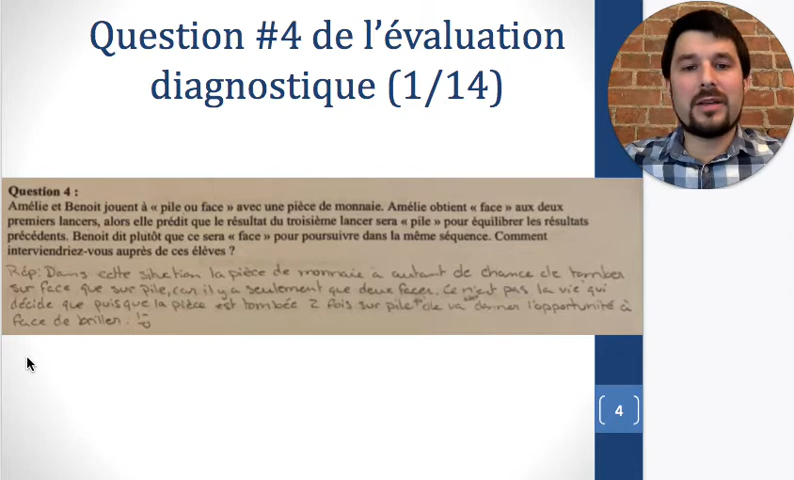 Question #4 de l'évaluation
diagnostique (1/14)
Question 4 :
Amélie et Benoit jouent à « pile ou face » avec une pièce de monnaie. Amélie obtient « face » aux deux
premiers lancers, alors elle prédit que le résultat du troisième lancer sera « pile » pour équilibrer les résultats
précédents. Benoit dit plutôt que ce sera « face » pour poursuivre dans la même séquence. Comment
interviendriez-vous auprès de ces élèves ?
Rép: Dans cette situation la pièce de monnaie a autant de chance de tomber
sur face que sur pile, car il y a seulement que deux faces. Ce n'est pas la vie qui
décide que puisque la pièce est tombée 2 fois sur pile va donner l'opportunité à
face de briller.
4